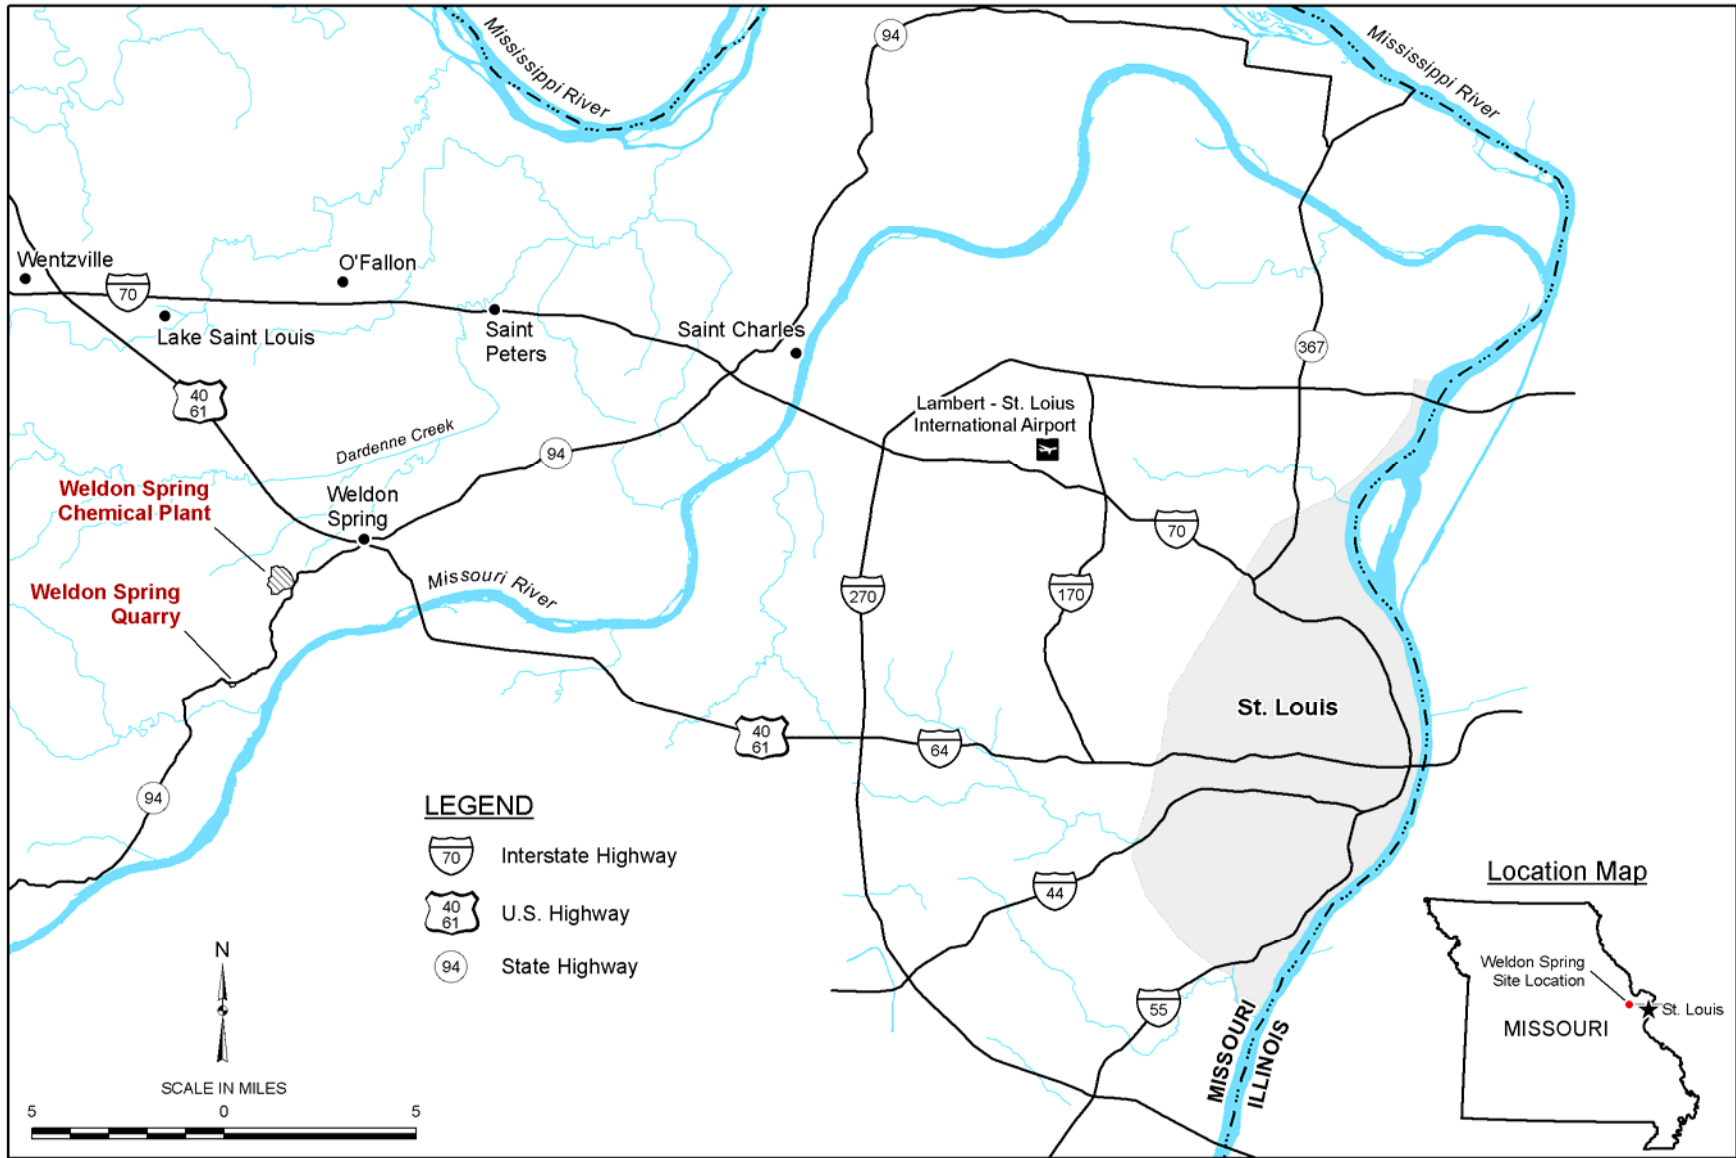 94
Mississippi River
Mississippi River
Wentzville
O'Fallon
70
Lake Saint Louis
Saint
Peters
Saint Charles
367
40
61
Lambert - St. Loius
International Airport
Dardenne Creek
94
Weldon Spring
Chemical Plant
Weldon
Spring
70
Weldon Spring
Quarry
Missouri River
270
170
St. Louis
40
61
64
94
LEGEND
70
Interstate Highway
40
61
U.S. Highway
94
State Highway
44
55
MISSOURI
ILLINOIS
Location Map
Weldon Spring
Site Location
St. Louis
MISSOURI
N
SCALE IN MILES
5
0
5